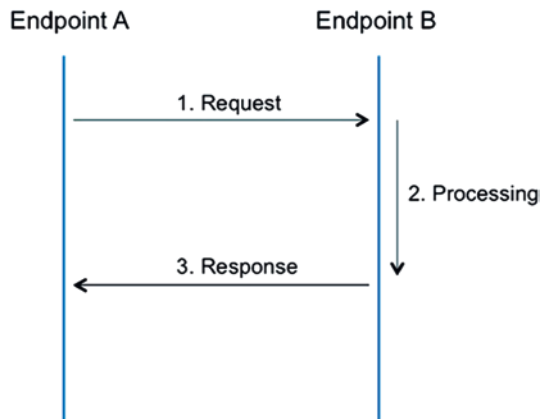 Endpoint A
Endpoint B
1. Request
2. Processing
3. Response